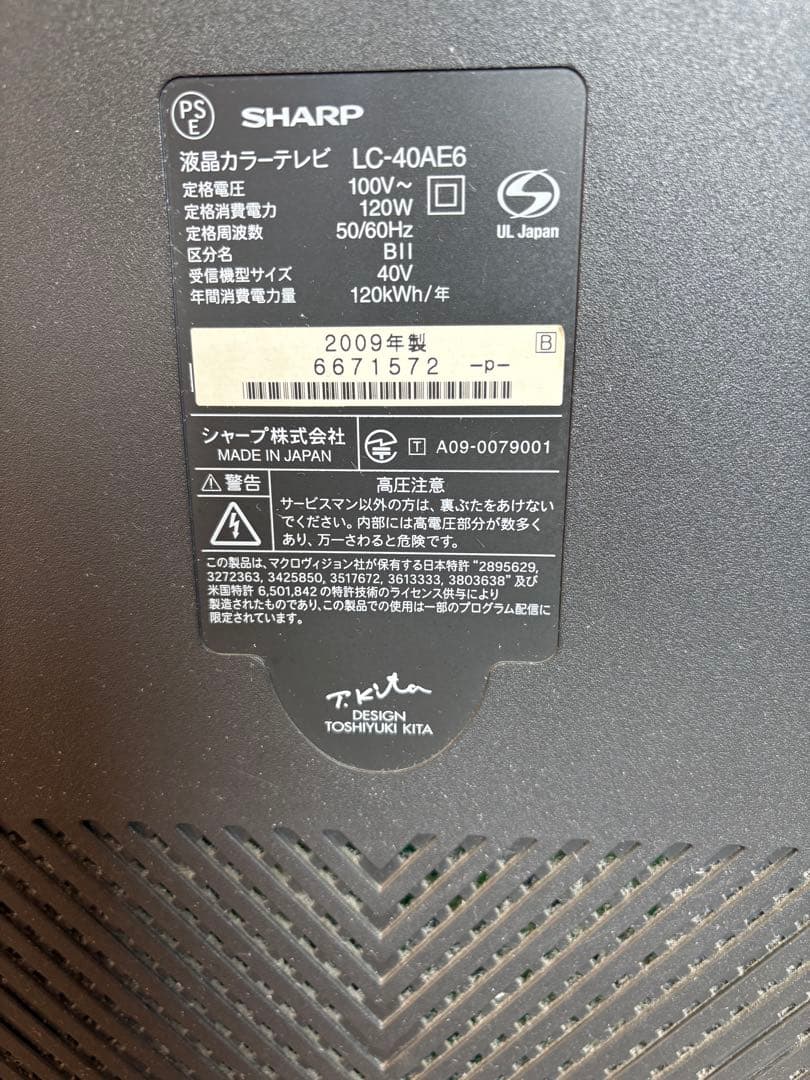 PS
E
SHARP
液晶カラーテレビ LC-40AE6
定格電圧 100V～
定格消費電力 120W
定格周波数 50/60Hz
区分名 BII
受信機型サイズ 40V
年間消費電力量 120kWh/年
UL Japan
2009年製 B
6671572 -p-
シャープ株式会社
MADE IN JAPAN
T A09-0079001
警告
高圧注意
サービスマン以外の方は、裏ぶたをあけない
でください。内部には高電圧部分が数多く
あり、万一さわると危険です。
この製品は、マクロヴィジョン社が保有する日本特許 "2895629,
3272363, 3425850, 3517672, 3613333, 3803638" 及び
米国特許 6,501,842 の特許技術のライセンス供与により
製造されたものであり、この製品での使用は一部のプログラム配信に
限定されています。
T. Kita
DESIGN
TOSHIYUKI KITA